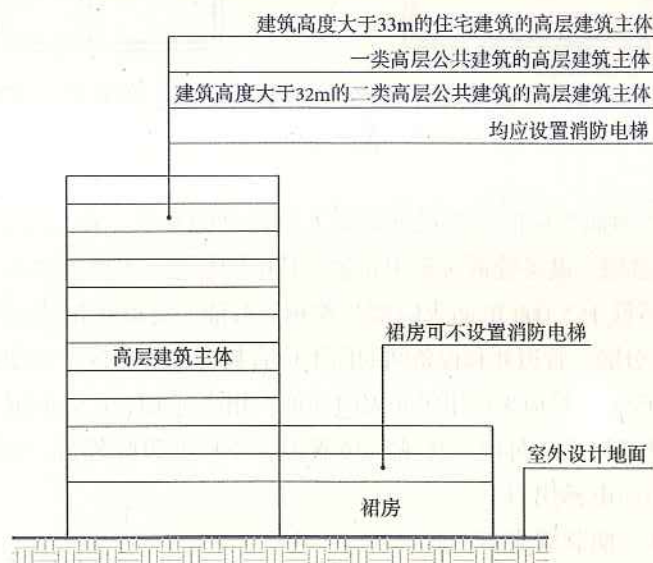 建筑高度大于33m的住宅建筑的高层建筑主体
一类高层公共建筑的高层建筑主体
建筑高度大于32m的二类高层公共建筑的高层建筑主体
均应设置消防电梯
裙房可不设置消防电梯
高层建筑主体
室外设计地面
裙房